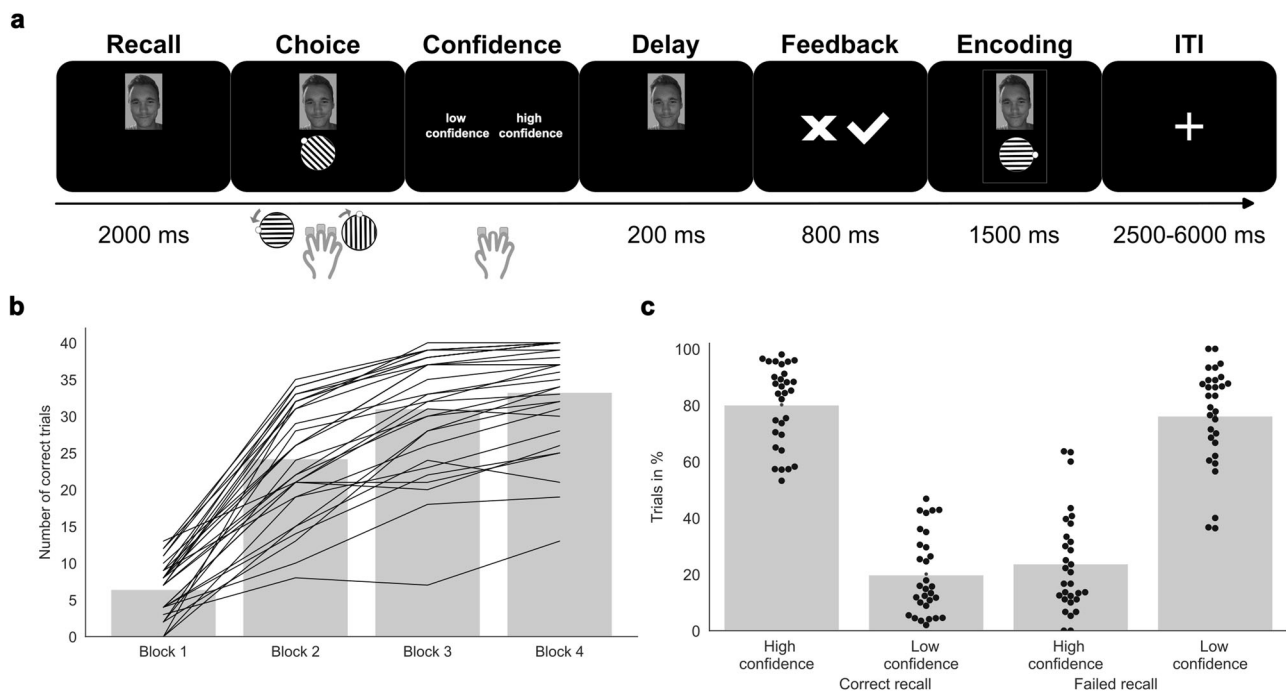 a
Recall Choice Confidence Delay Feedback Encoding ITI
low confidence
high confidence
2000 ms 200 ms 800 ms 1500 ms 2500-6000 ms
b
Number of correct trials
40
35
30
25
20
15
10
5
0
Block 1 Block 2 Block 3 Block 4
c
Trials in %
100
80
60
40
20
0
High confidence
Low confidence
High confidence
Low confidence
Correct recall Failed recall